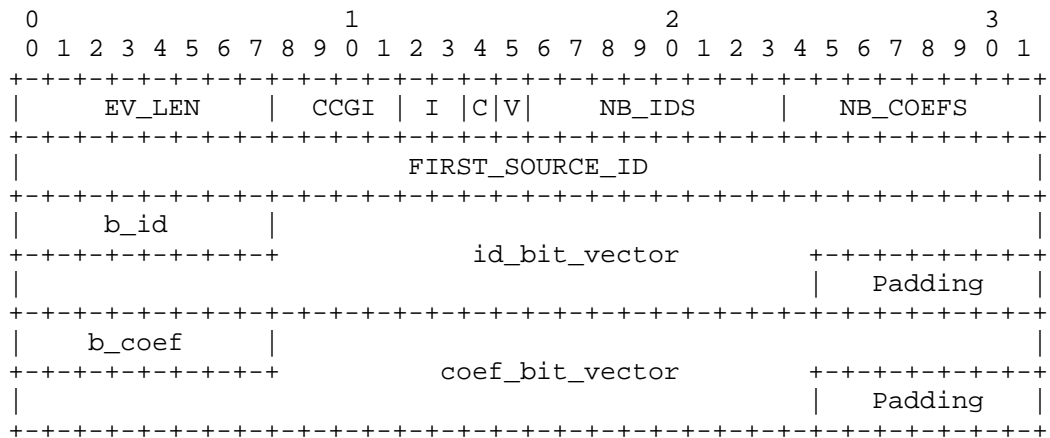 0                   1                   2                   3
 0 1 2 3 4 5 6 7 8 9 0 1 2 3 4 5 6 7 8 9 0 1 2 3 4 5 6 7 8 9 0 1
+-+-+-+-+-+-+-+-+-+-+-+-+-+-+-+-+-+-+-+-+-+-+-+-+-+-+-+-+-+-+-+-+
|     EV_LEN    |  CCGI | I |C|V|    NB_IDS     |   NB_COEFS    |
+-+-+-+-+-+-+-+-+-+-+-+-+-+-+-+-+-+-+-+-+-+-+-+-+-+-+-+-+-+-+-+-+
|                        FIRST_SOURCE_ID                        |
+-+-+-+-+-+-+-+-+-+-+-+-+-+-+-+-+-+-+-+-+-+-+-+-+-+-+-+-+-+-+-+-+
|     b_id      |                                               |
+-+-+-+-+-+-+-+-+            id_bit_vector        +-+-+-+-+-+-+-+
|                                                 |   Padding   |
+-+-+-+-+-+-+-+-+-+-+-+-+-+-+-+-+-+-+-+-+-+-+-+-+-+-+-+-+-+-+-+-+
|    b_coef     |                                               |
+-+-+-+-+-+-+-+-+          coef_bit_vector        +-+-+-+-+-+-+-+
|                                                 |   Padding   |
+-+-+-+-+-+-+-+-+-+-+-+-+-+-+-+-+-+-+-+-+-+-+-+-+-+-+-+-+-+-+-+-+